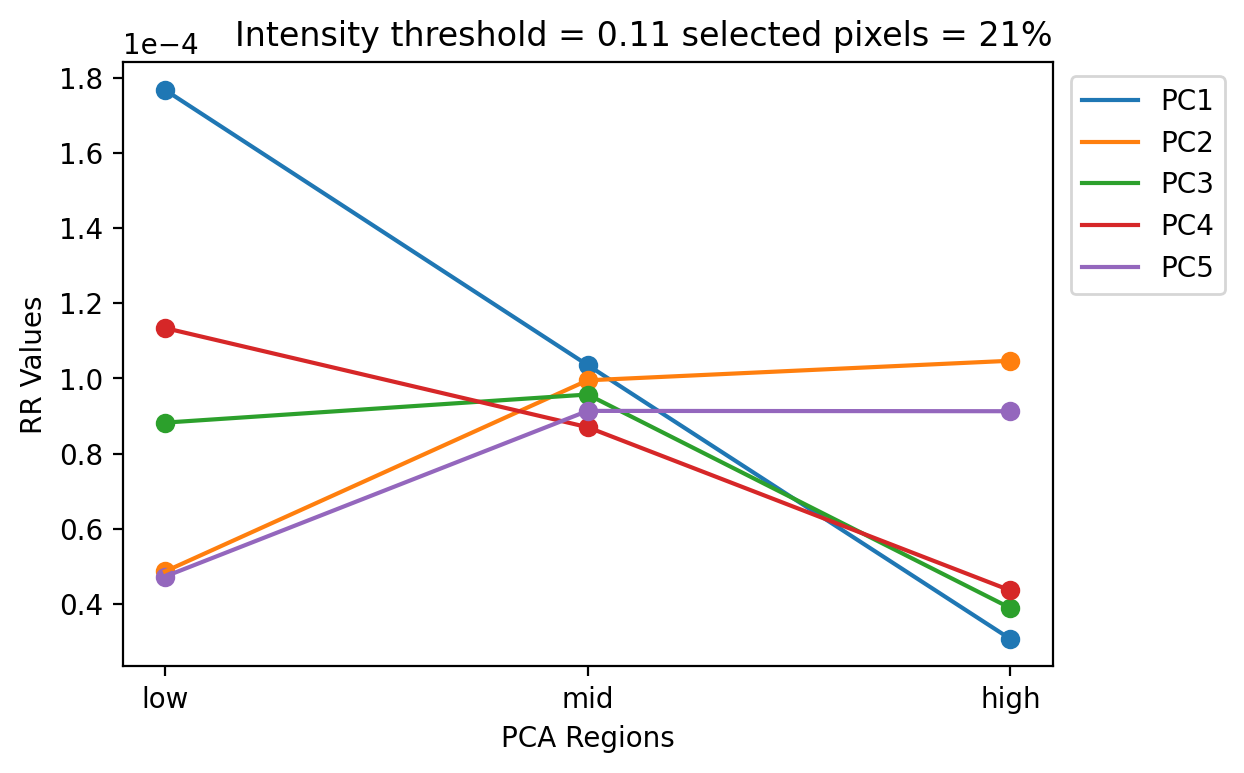 Intensity threshold = 0.11 selected pixels = 21%
1e−4
1.8
1.6
1.4
1.2
1.0
0.8
0.6
0.4
RR Values
low
mid
high
PCA Regions
PC1
PC2
PC3
PC4
PC5